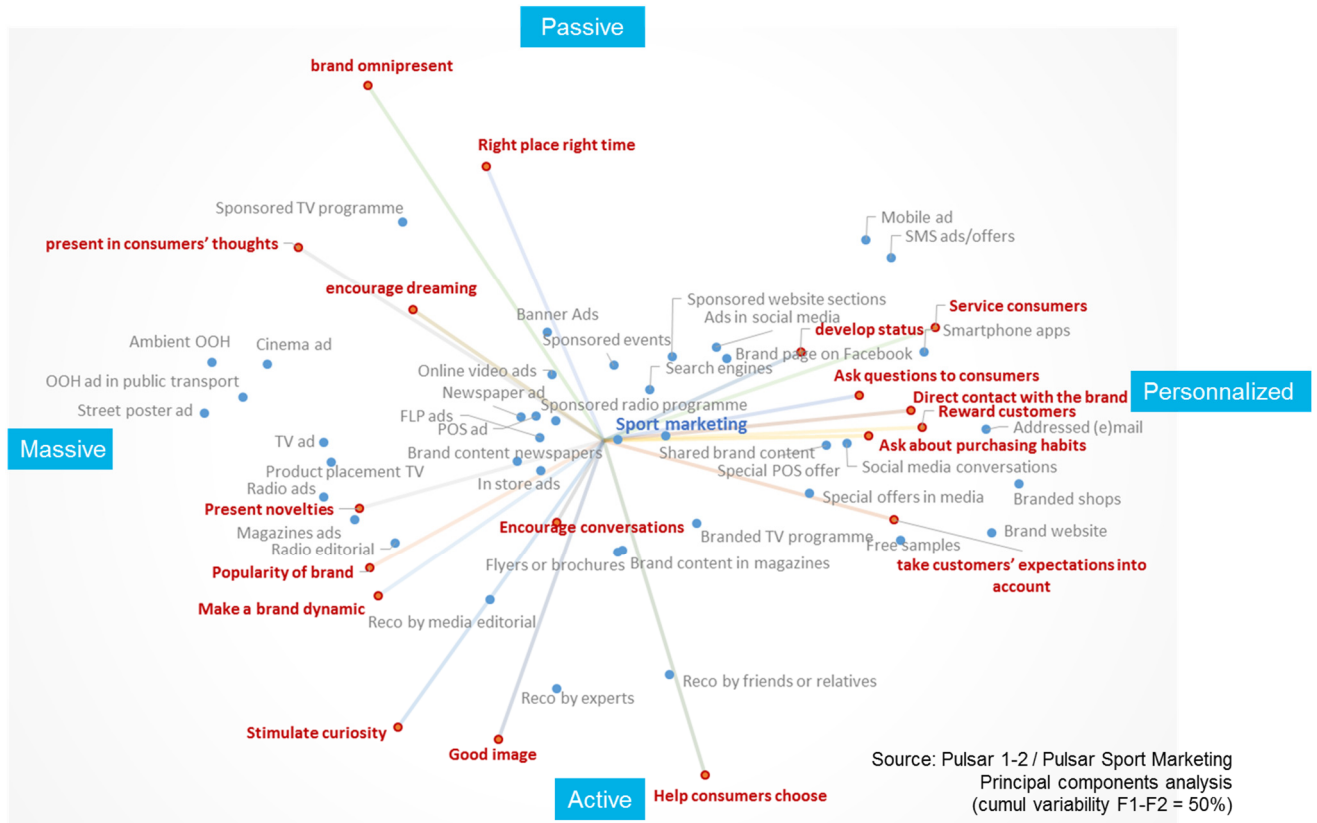 Passive
brand omnipresent
Right place right time
Sponsored TV programme
Mobile ad
present in consumers' thoughts
SMS ads/offers
encourage dreaming
Sponsored website sections
Banner Ads
Ads in social media
Service consumers
develop status
Smartphone apps
Ambient OOH
Cinema ad
Sponsored events
Brand page on Facebook
Online video ads
Search engines
OOH ad in public transport
Newspaper ad
Ask questions to consumers
Personnalized
Street poster ad
FLP ads
Sponsored radio programme
Direct contact with the brand
POS ad
Sport marketing
Reward customers
Addressed (e)mail
Massive
TV ad
Brand content newspapers
Shared brand content
Ask about purchasing habits
Product placement TV
Special POS offer
Social media conversations
Radio ads
In store ads
Special offers in media
Branded shops
Present novelties
Magazines ads
Encourage conversations
Radio editorial
Branded TV programme
Free samples
Brand website
Popularity of brand
Flyers or brochures
Brand content in magazines
take customers' expectations into
account
Make a brand dynamic
Reco by media editorial
Reco by experts
Reco by friends or relatives
Stimulate curiosity
Good image
Active
Help consumers choose
Source: Pulsar 1-2 / Pulsar Sport Marketing
Principal components analysis
(cumul variability F1-F2 = 50%)